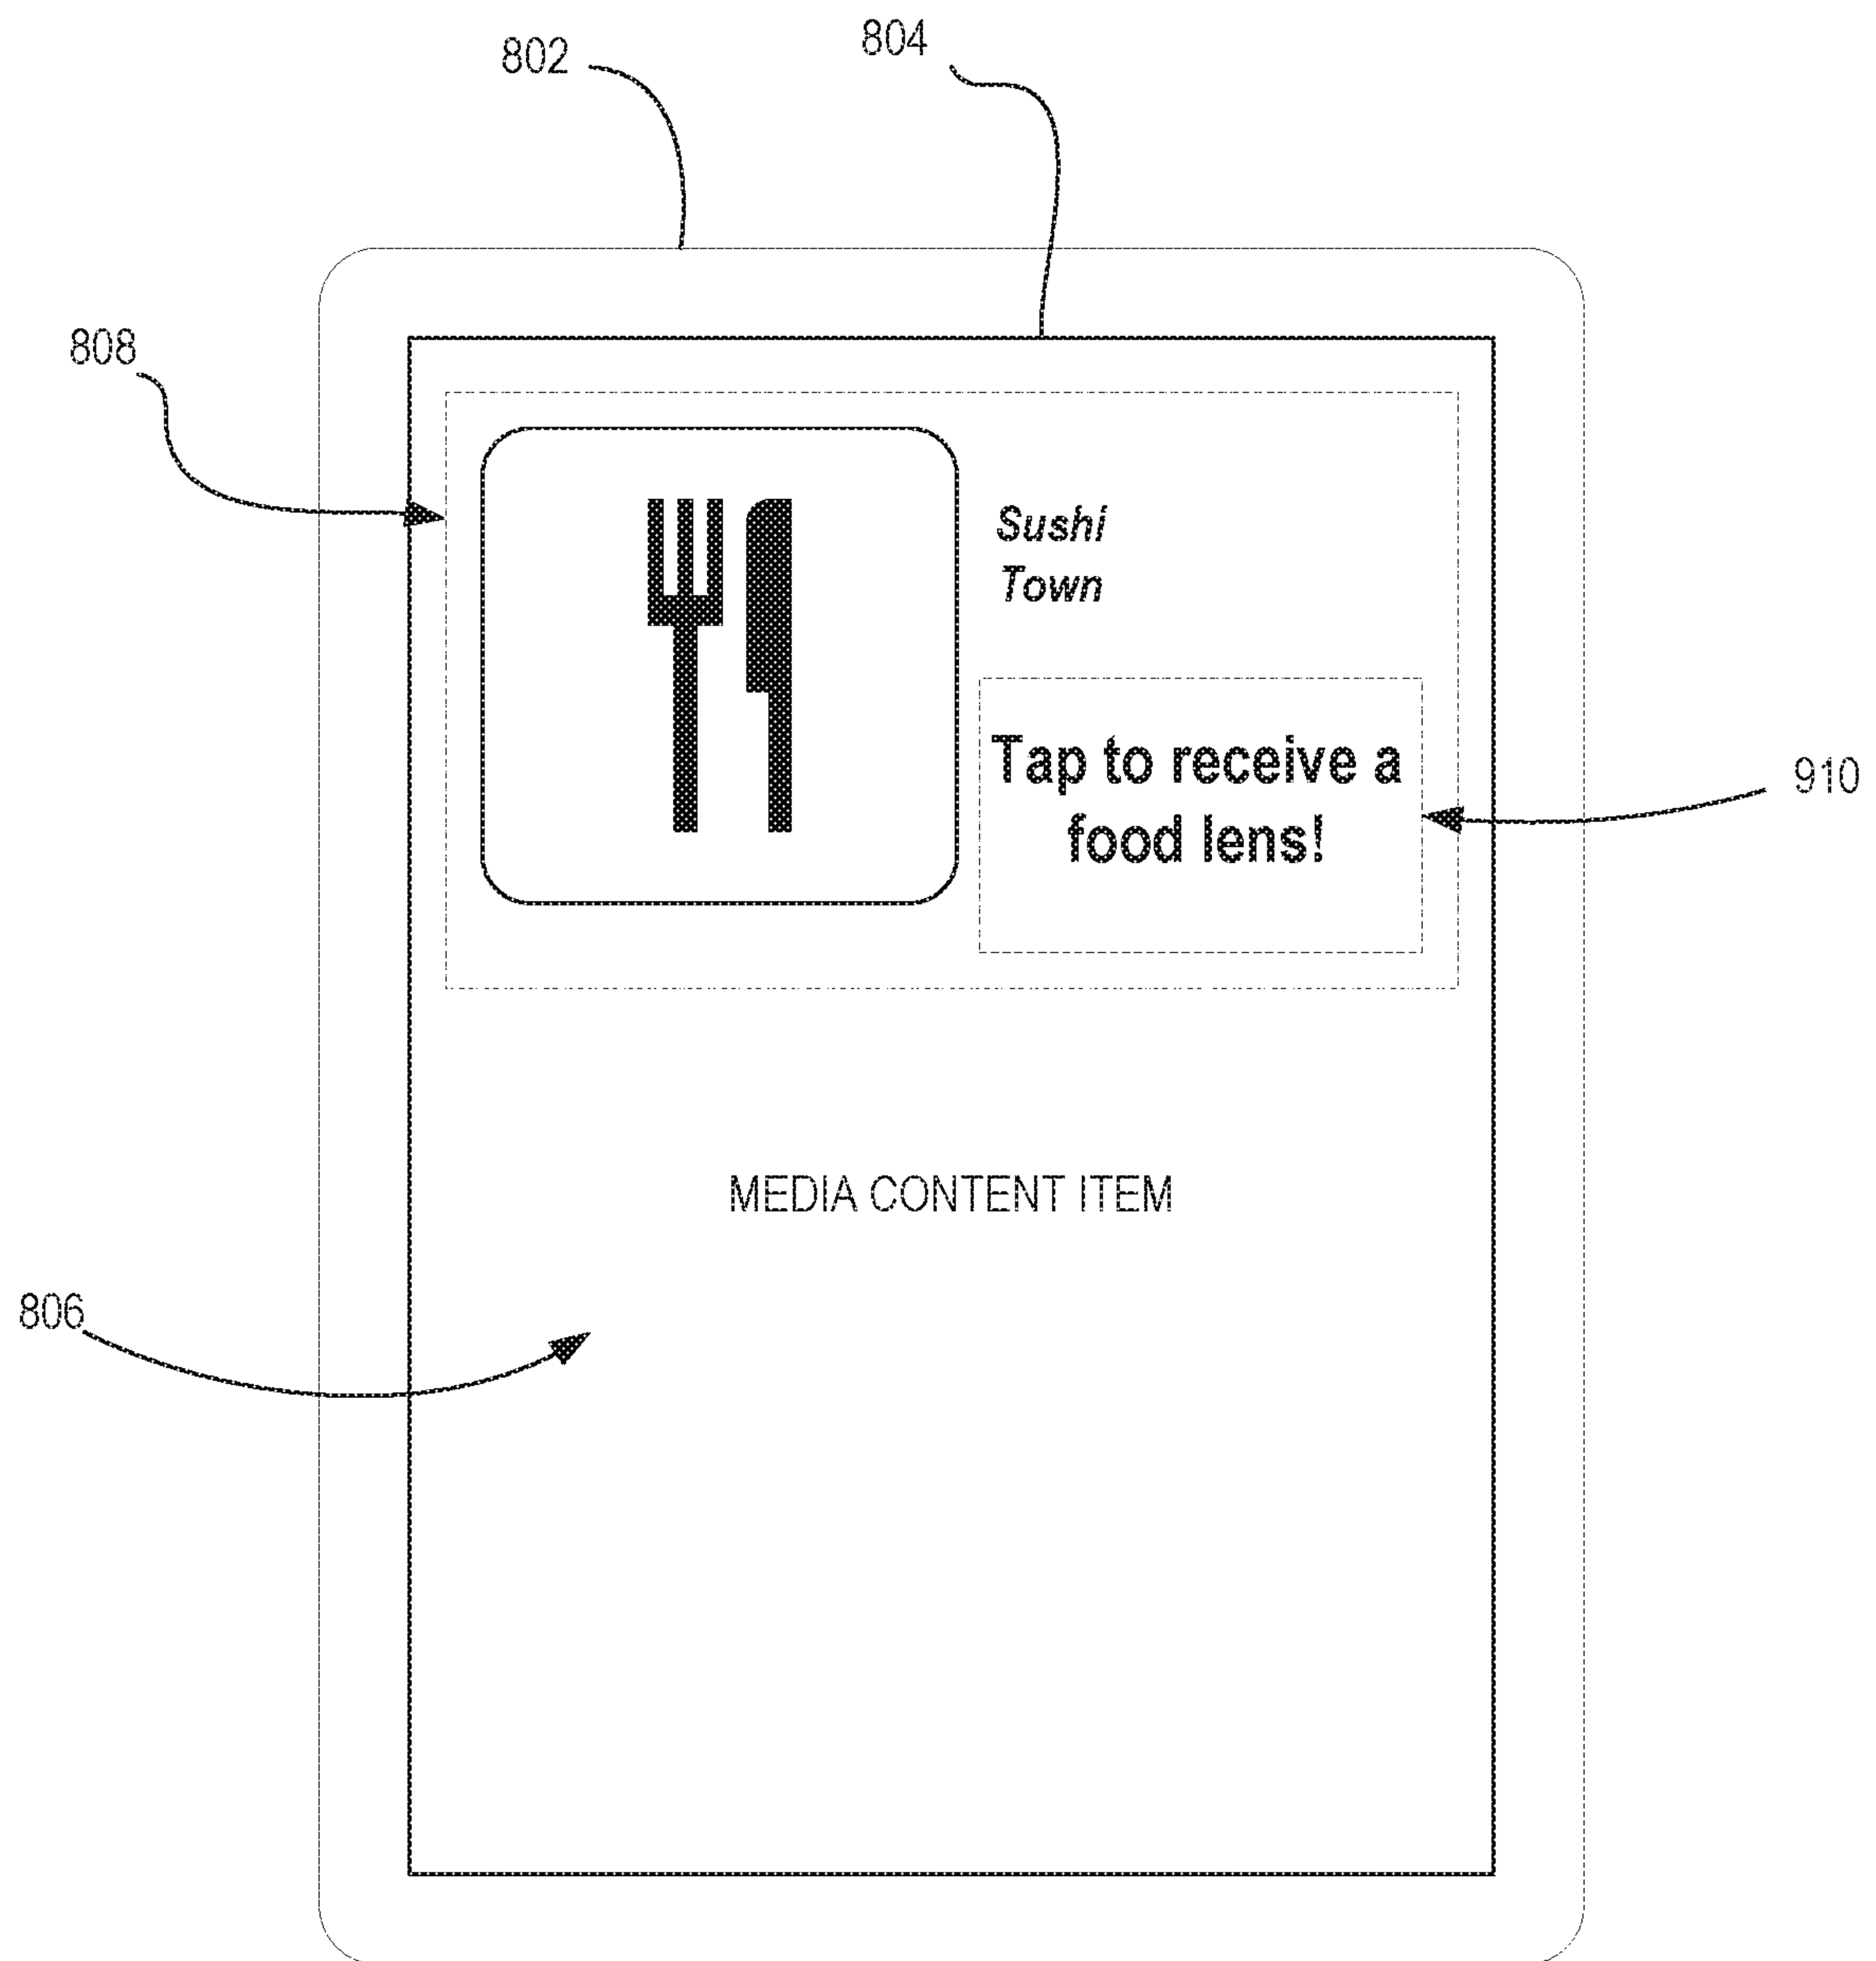 802
804
808
Sushi
Town
Tap to receive a
food lens!
910
MEDIA CONTENT ITEM
806